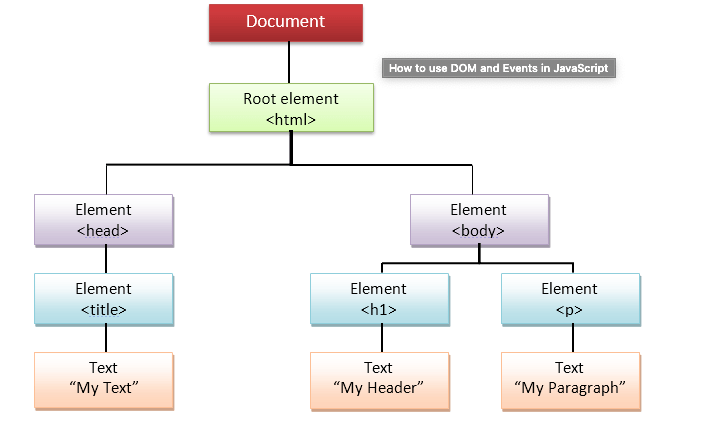 Document
How to use DOM and Events in JavaScript
Root element
<html>
Element
<head>
Element
<body>
Element
<title>
Element
<h1>
Element
<p>
Text
“My Text”
Text
“My Header”
Text
“My Paragraph”